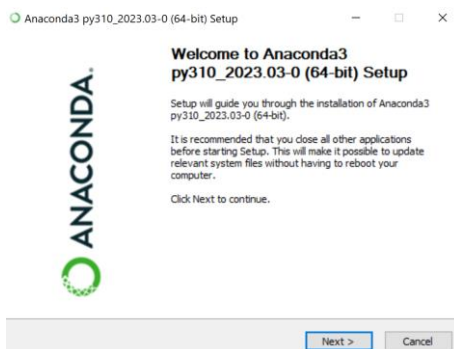 Anaconda3 py310_2023.03-0 (64-bit) Setup
ANACONDA.
Welcome to Anaconda3
py310_2023.03-0 (64-bit) Setup
Setup will guide you through the installation of Anaconda3
py310_2023.03-0 (64-bit).
It is recommended that you close all other applications
before starting Setup. This will make it possible to update
relevant system files without having to reboot your
computer.
Click Next to continue.
Next >
Cancel